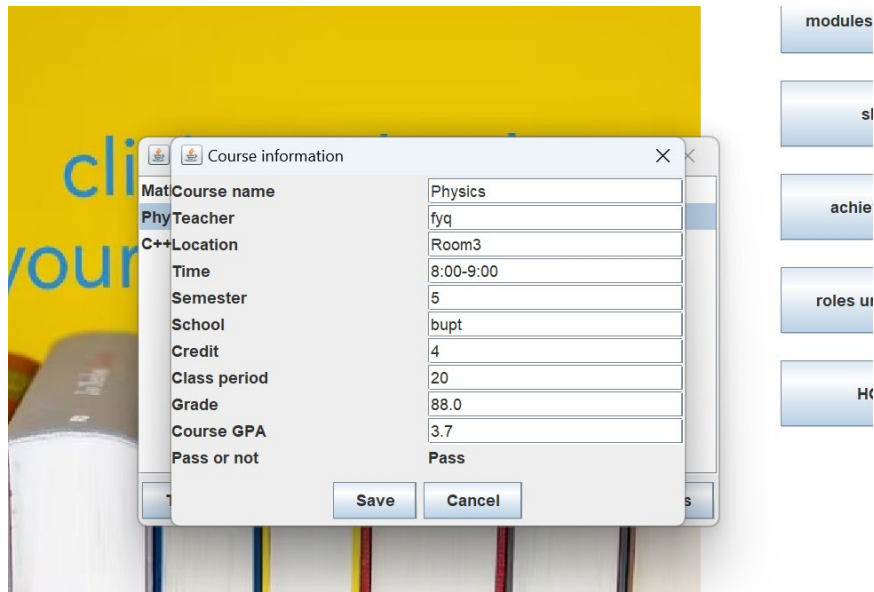 modules
cli
Course information
Mat
Course name
Physics
Phy
Teacher
fyq
C++
Location
Room3
your
Time
8:00-9:00
Semester
5
School
bupt
Credit
4
Class period
20
Grade
88.0
Course GPA
3.7
Pass or not
Pass
Save
Cancel
s
achie
roles u
H